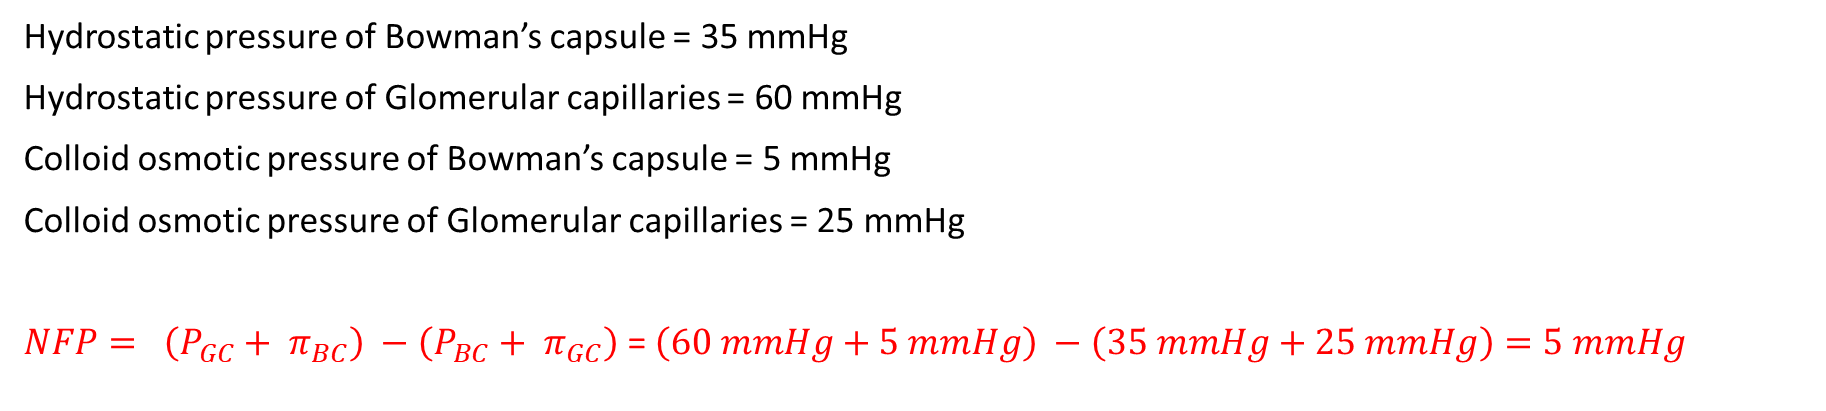 Hydrostatic pressure of Bowman’s capsule = 35 mmHg
Hydrostatic pressure of Glomerular capillaries = 60 mmHg
Colloid osmotic pressure of Bowman’s capsule = 5 mmHg
Colloid osmotic pressure of Glomerular capillaries = 25 mmHg
NFP = (P_GC + π_BC) − (P_BC + π_GC) = (60 mmHg + 5 mmHg) − (35 mmHg + 25 mmHg) = 5 mmHg